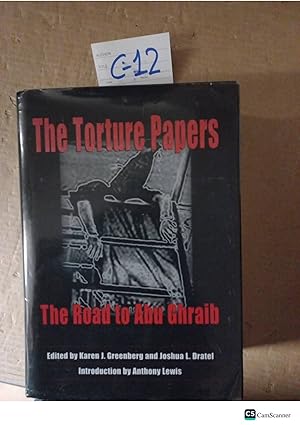 C-12
The Torture Papers
The Road to Abu Ghraib
Edited by Karen J. Greenberg and Joshua L. Dratel
Introduction by Anthony Lewis
CS CamScanner